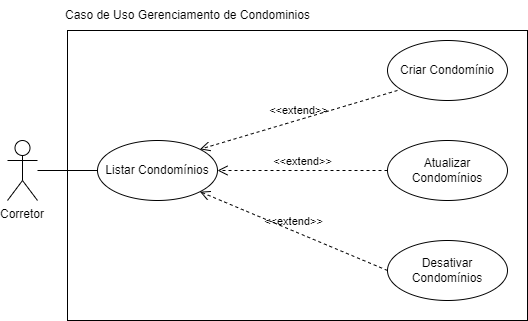 Caso de Uso Gerenciamento de Condominios
Criar Condomínio
<<extend>>
Listar Condomínios
<<extend>>
Atualizar
Condomínios
Corretor
<<extend>>
Desativar
Condomínios